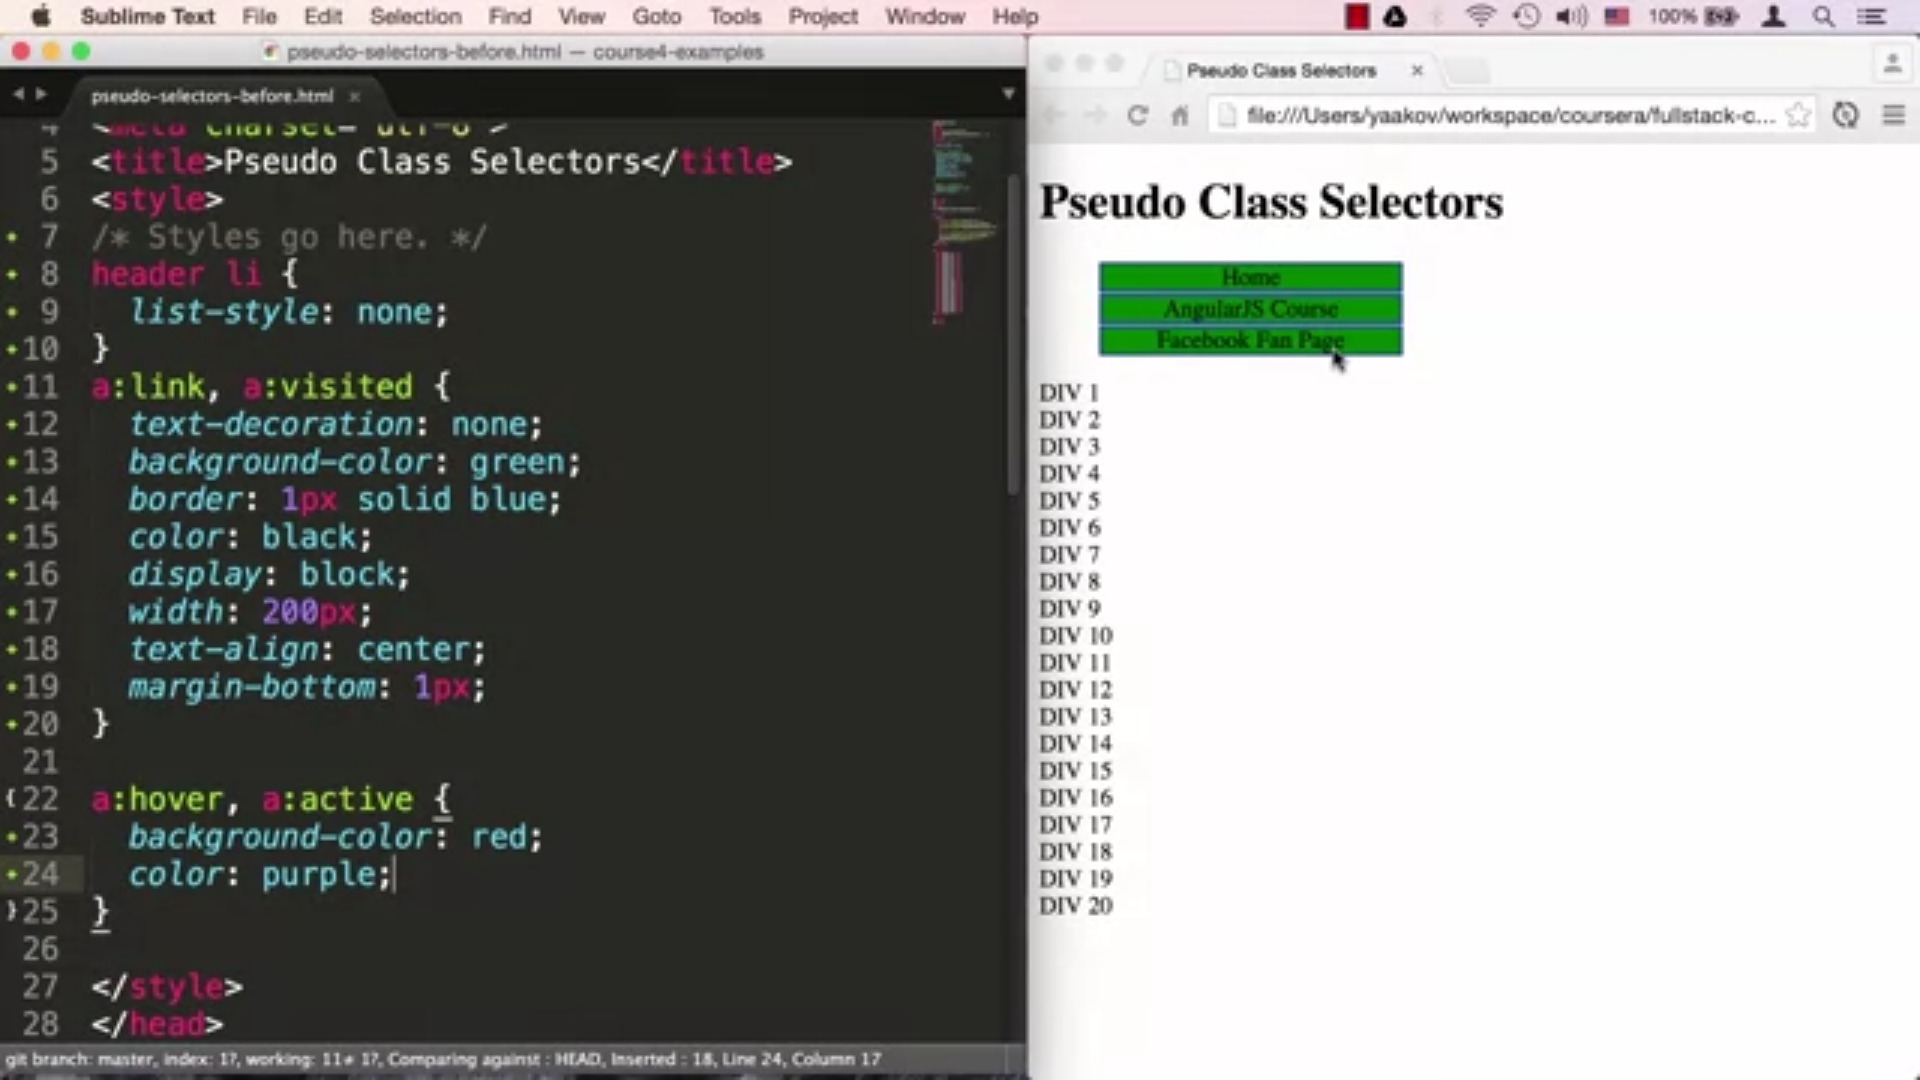 Sublime Text File Edit Selection Find View Goto Tools Project Window Help 100%
pseudo-selectors-before.html — course4-examples
pseudo-selectors-before.html
4 <meta charset="utf-8">
5 <title>Pseudo Class Selectors</title>
6 <style>
7 /* Styles go here. */
8 header li {
9 list-style: none;
10 }
11 a:link, a:visited {
12 text-decoration: none;
13 background-color: green;
14 border: 1px solid blue;
15 color: black;
16 display: block;
17 width: 200px;
18 text-align: center;
19 margin-bottom: 1px;
20 }
21
22 a:hover, a:active {
23 background-color: red;
24 color: purple;
25 }
26
27 </style>
28 </head>
git branch: master, index: 1?, working: 11≠ 1?, Comparing against : HEAD, Inserted : 18, Line 24, Column 17
Pseudo Class Selectors
file:///Users/yaakov/workspace/coursera/fullstack-c...
Pseudo Class Selectors
Home
AngularJS Course
Facebook Fan Page
DIV 1
DIV 2
DIV 3
DIV 4
DIV 5
DIV 6
DIV 7
DIV 8
DIV 9
DIV 10
DIV 11
DIV 12
DIV 13
DIV 14
DIV 15
DIV 16
DIV 17
DIV 18
DIV 19
DIV 20